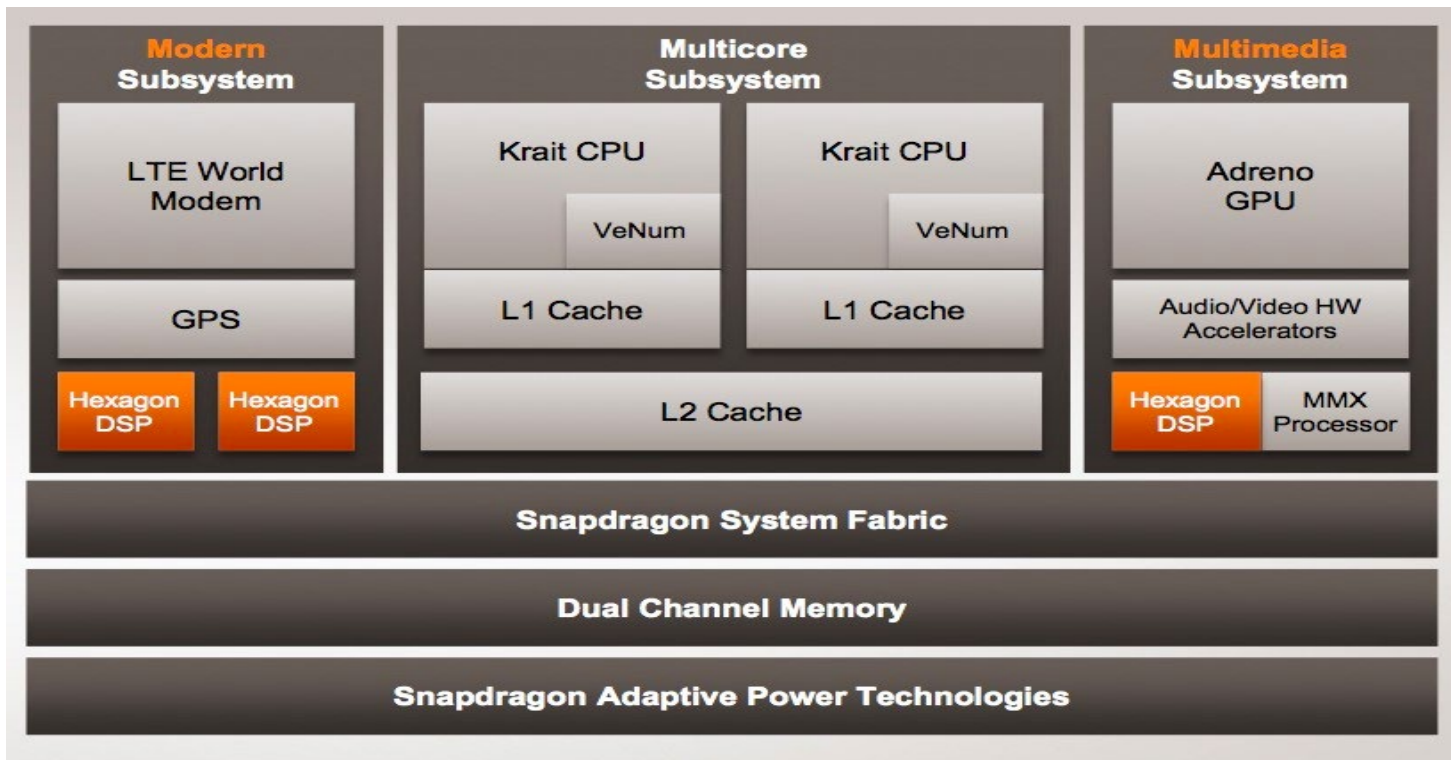 Modern
Subsystem
LTE World
Modem
GPS
Hexagon
DSP
Hexagon
DSP
Multicore
Subsystem
Krait CPU
VeNum
L1 Cache
Krait CPU
VeNum
L1 Cache
L2 Cache
Multimedia
Subsystem
Adreno
GPU
Audio/Video HW
Accelerators
Hexagon
DSP
MMX
Processor
Snapdragon System Fabric
Dual Channel Memory
Snapdragon Adaptive Power Technologies